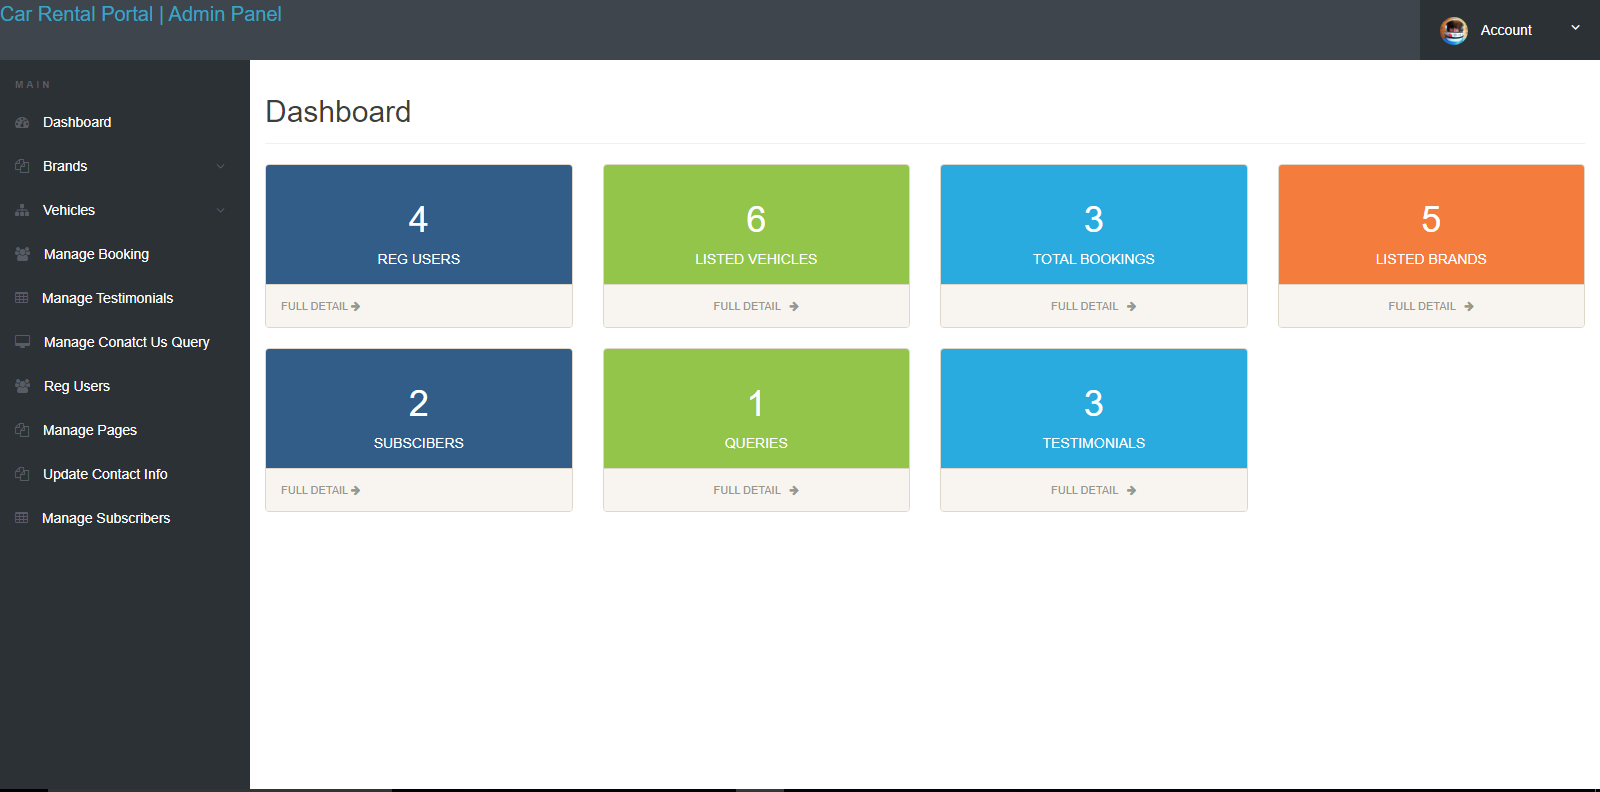 Car Rental Portal | Admin Panel
Account
MAIN
Dashboard
Brands
Vehicles
Manage Booking
Manage Testimonials
Manage Conatct Us Query
Reg Users
Manage Pages
Update Contact Info
Manage Subscribers
Dashboard
4
REG USERS
FULL DETAIL
6
LISTED VEHICLES
FULL DETAIL
3
TOTAL BOOKINGS
FULL DETAIL
5
LISTED BRANDS
FULL DETAIL
2
SUBSCIBERS
FULL DETAIL
1
QUERIES
FULL DETAIL
3
TESTIMONIALS
FULL DETAIL